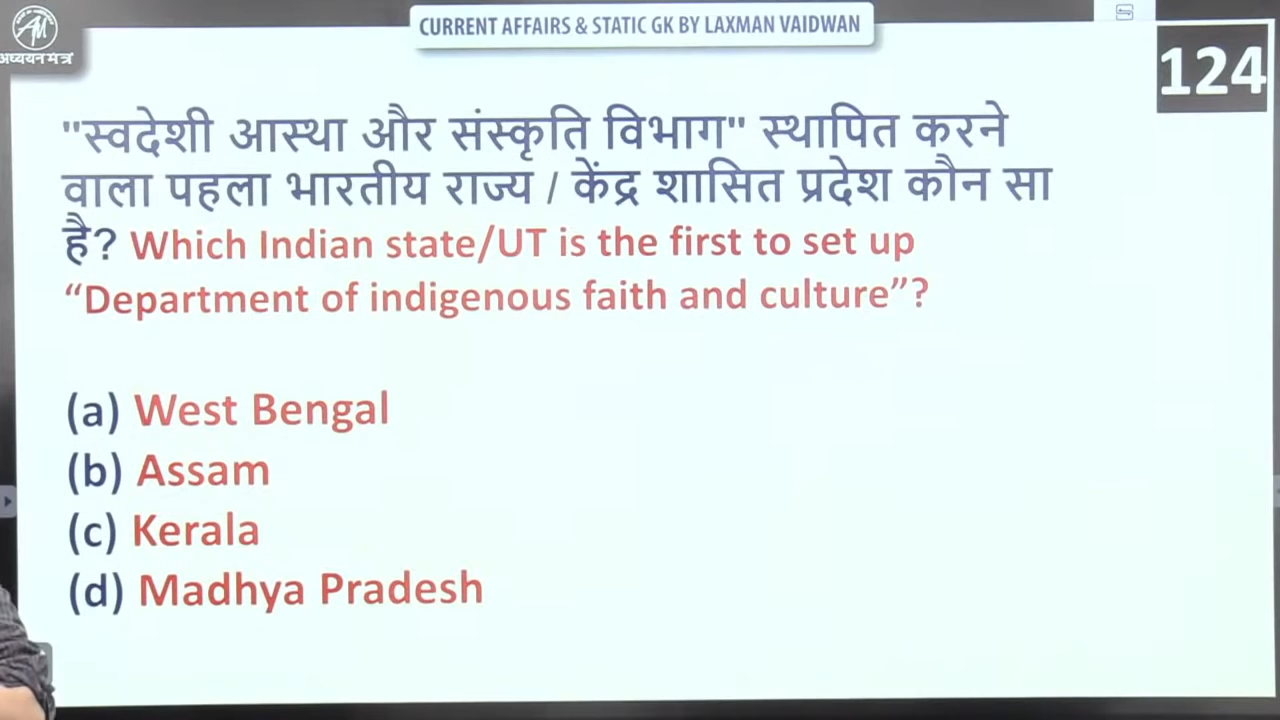 CURRENT AFFAIRS & STATIC GK BY LAXMAN VAIDWAN
AM
अध्ययन मंत्र
124
"स्वदेशी आस्था और संस्कृति विभाग" स्थापित करने
वाला पहला भारतीय राज्य / केंद्र शासित प्रदेश कौन सा
है? Which Indian state/UT is the first to set up
“Department of indigenous faith and culture”?
(a) West Bengal
(b) Assam
(c) Kerala
(d) Madhya Pradesh